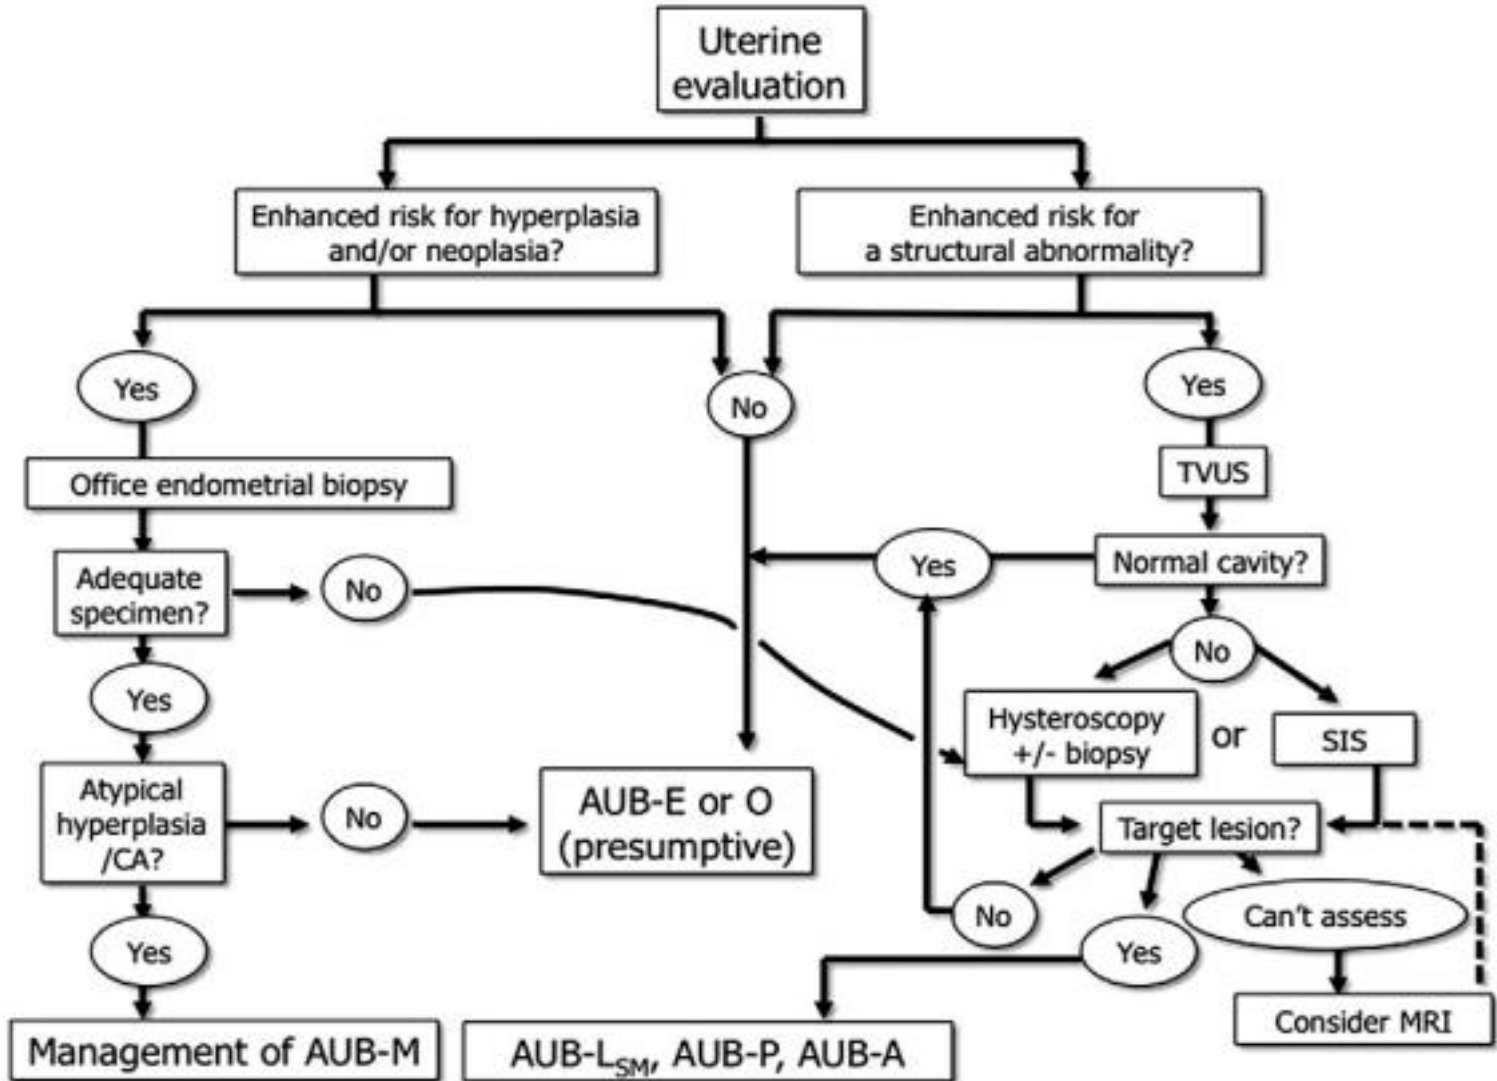 Uterine
evaluation
Enhanced risk for hyperplasia
and/or neoplasia?
Enhanced risk for
a structural abnormality?
Yes
No
Yes
Office endometrial biopsy
TVUS
Adequate
specimen?
No
Yes
Normal cavity?
Yes
No
Hysteroscopy
+/- biopsy
or
SIS
Atypical
hyperplasia
/CA?
No
AUB-E or O
(presumptive)
Target lesion?
No
Yes
Can't assess
Yes
Consider MRI
Management of AUB-M
AUB-LSM, AUB-P, AUB-A